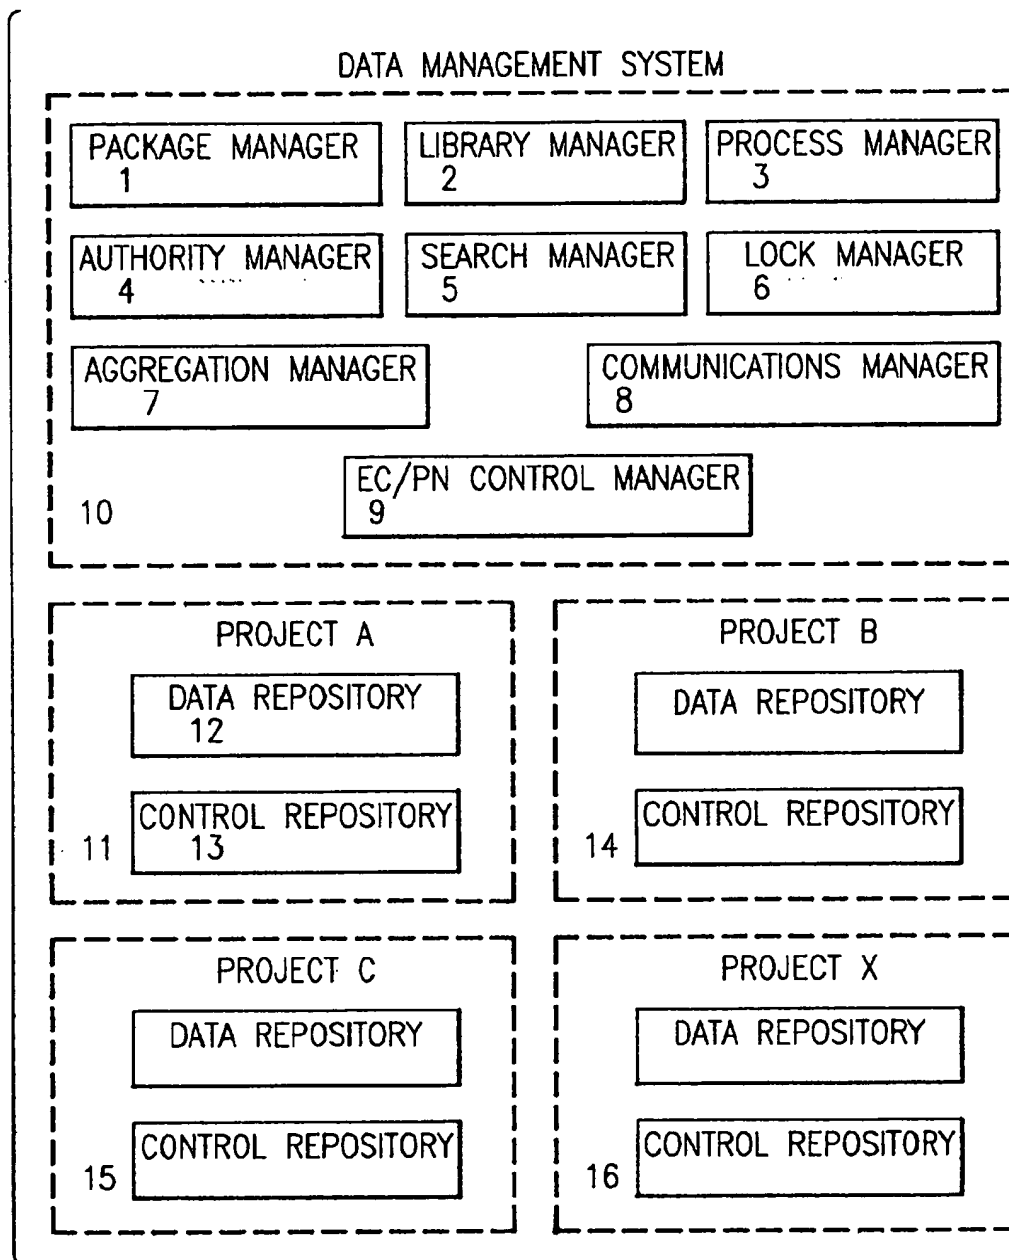 DATA MANAGEMENT SYSTEM
PACKAGE MANAGER
1
LIBRARY MANAGER
2
PROCESS MANAGER
3
AUTHORITY MANAGER
4
SEARCH MANAGER
5
LOCK MANAGER
6
AGGREGATION MANAGER
7
COMMUNICATIONS MANAGER
8
EC/PN CONTROL MANAGER
9
10
PROJECT A
DATA REPOSITORY
12
CONTROL REPOSITORY
13
11
PROJECT B
DATA REPOSITORY
CONTROL REPOSITORY
14
PROJECT C
DATA REPOSITORY
CONTROL REPOSITORY
15
PROJECT X
DATA REPOSITORY
CONTROL REPOSITORY
16